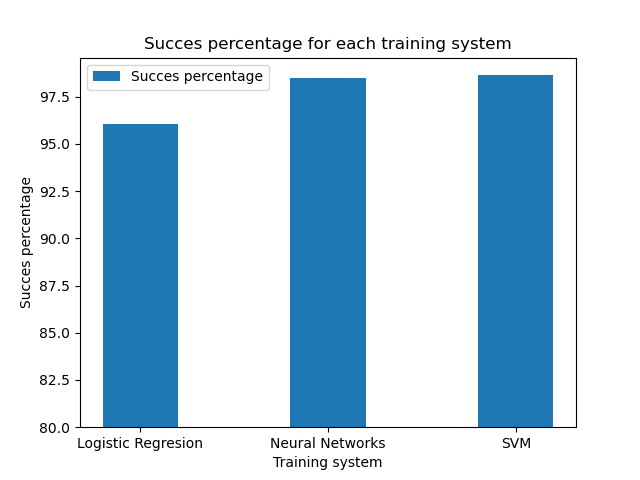 Succes percentage for each training system
Succes percentage
Succes percentage
97.5
95.0
92.5
90.0
87.5
85.0
82.5
80.0
Logistic Regresion Neural Networks SVM
Training system